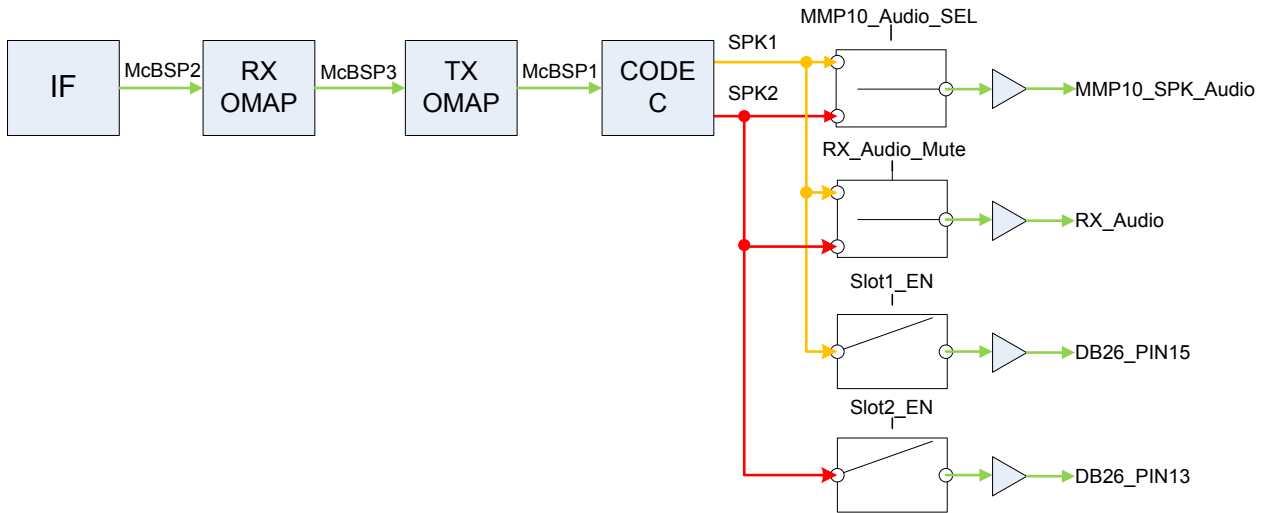 MMP10_Audio_SEL
IF
McBSP2
RX
OMAP
McBSP3
TX
OMAP
McBSP1
CODE
C
SPK1
SPK2
MMP10_SPK_Audio
RX_Audio_Mute
RX_Audio
Slot1_EN
DB26_PIN15
Slot2_EN
DB26_PIN13